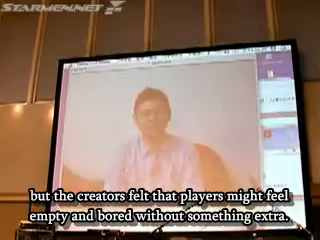 STARMEN.NET
but the creators felt that players might feel
empty and bored without something extra.